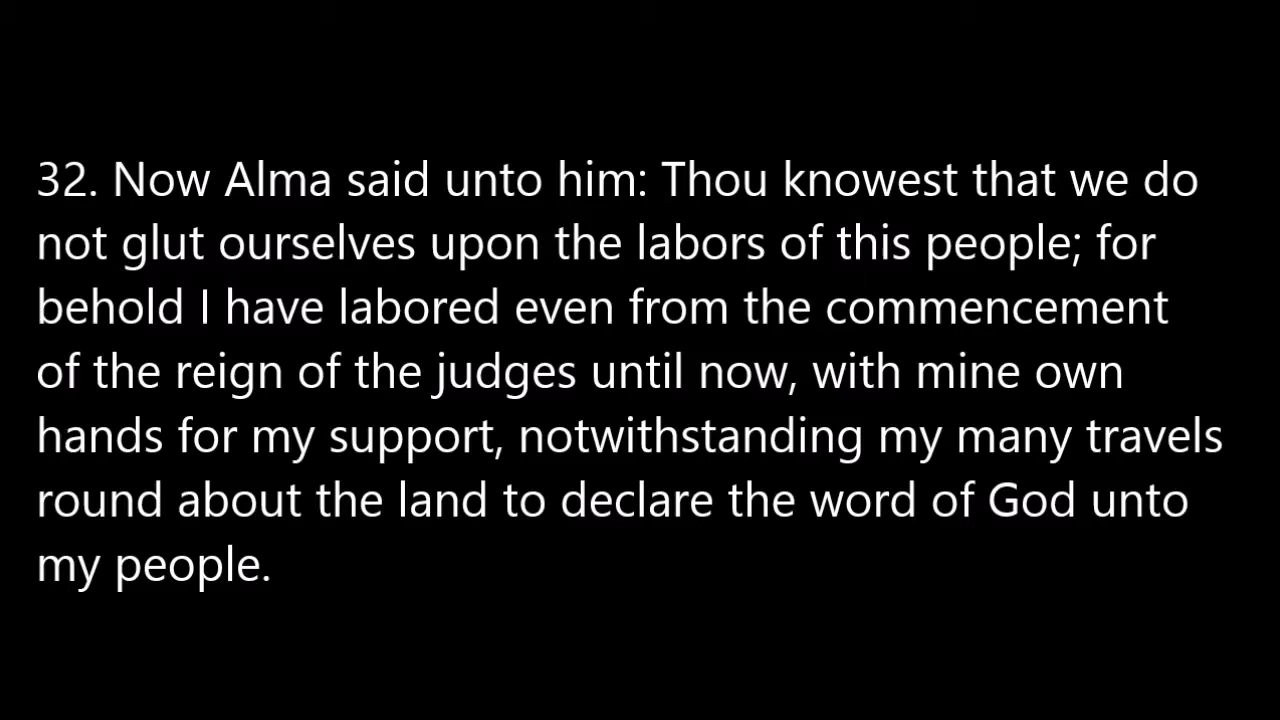 32. Now Alma said unto him: Thou knowest that we do
not glut ourselves upon the labors of this people; for
behold I have labored even from the commencement
of the reign of the judges until now, with mine own
hands for my support, notwithstanding my many travels
round about the land to declare the word of God unto
my people.